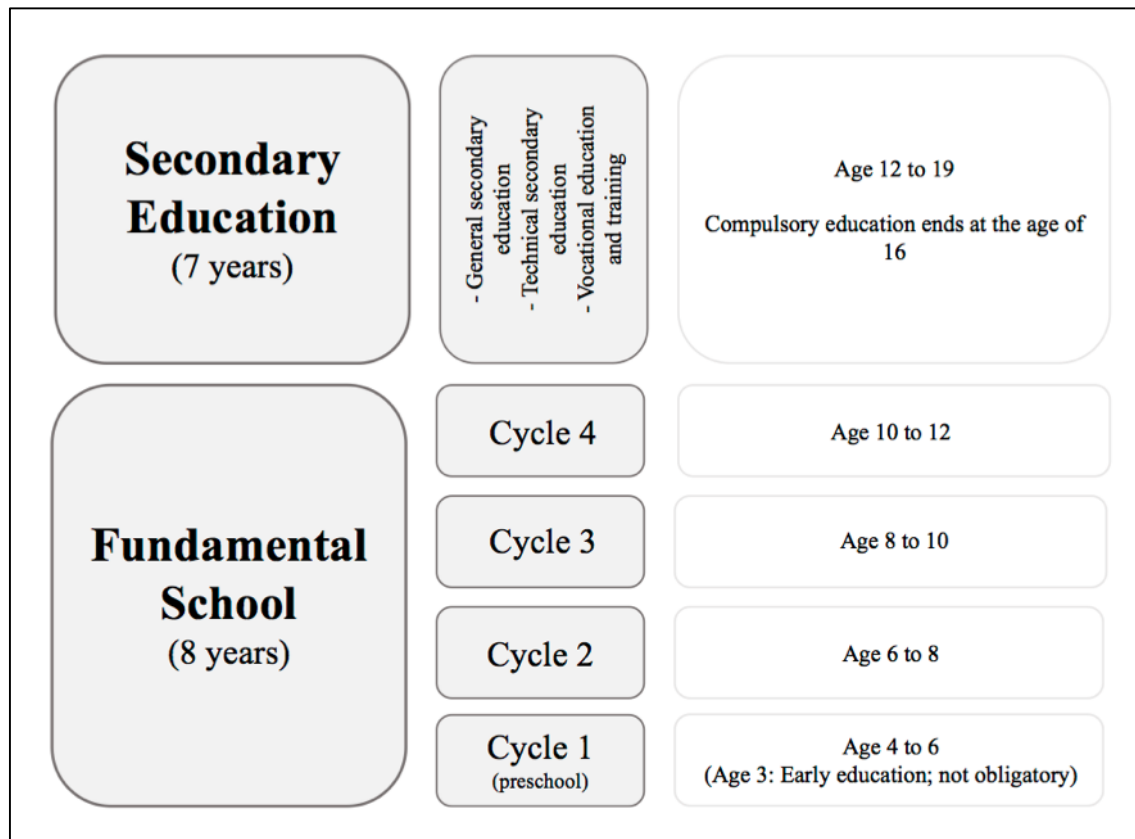 Secondary
Education
(7 years)
- General secondary
education
- Technical secondary
education
- Vocational education
and training
Age 12 to 19
Compulsory education ends at the age of
16
Fundamental
School
(8 years)
Cycle 4
Age 10 to 12
Cycle 3
Age 8 to 10
Cycle 2
Age 6 to 8
Cycle 1
(preschool)
Age 4 to 6
(Age 3: Early education; not obligatory)